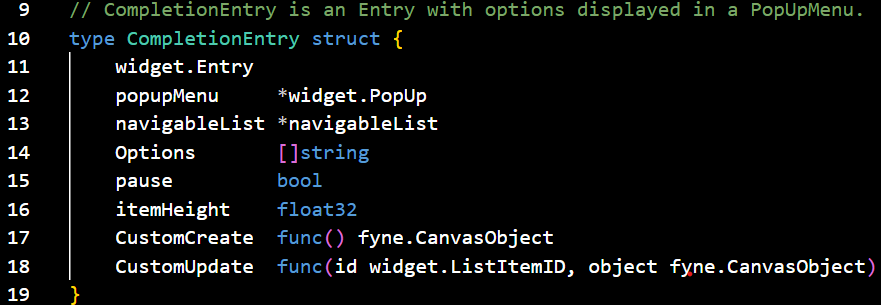 9 // CompletionEntry is an Entry with options displayed in a PopUpMenu.
10 type CompletionEntry struct {
11 widget.Entry
12 popupMenu *widget.PopUp
13 navigableList *navigableList
14 Options []string
15 pause bool
16 itemHeight float32
17 CustomCreate func() fyne.CanvasObject
18 CustomUpdate func(id widget.ListItemID, object fyne.CanvasObject)
19 }